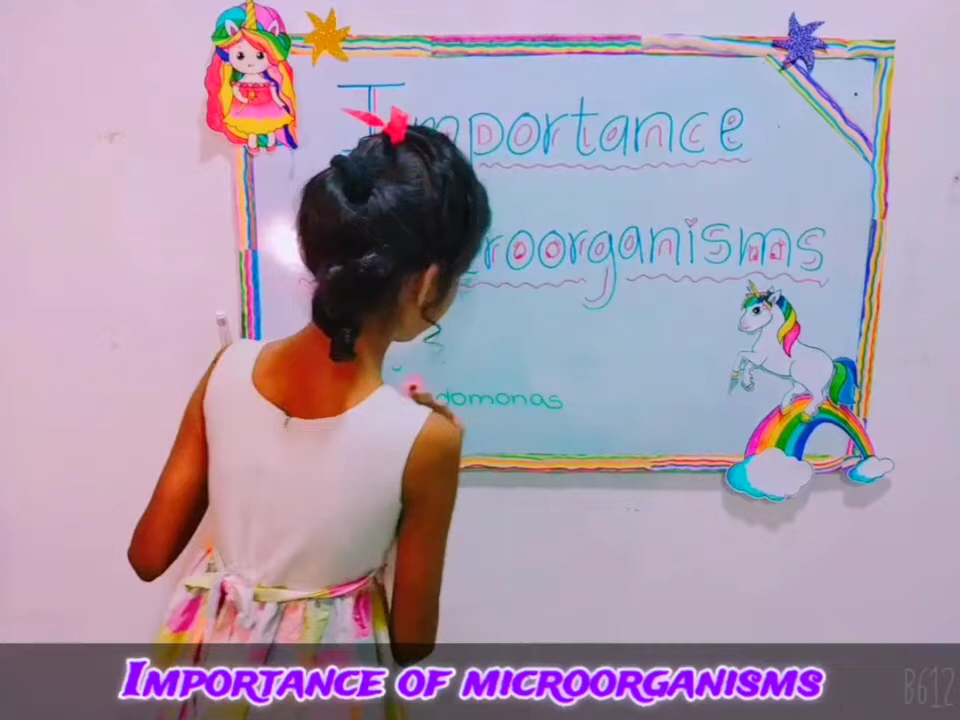 Importance
roorganisms
domonas
IMPORTANCE OF MICROORGANISMS
B612